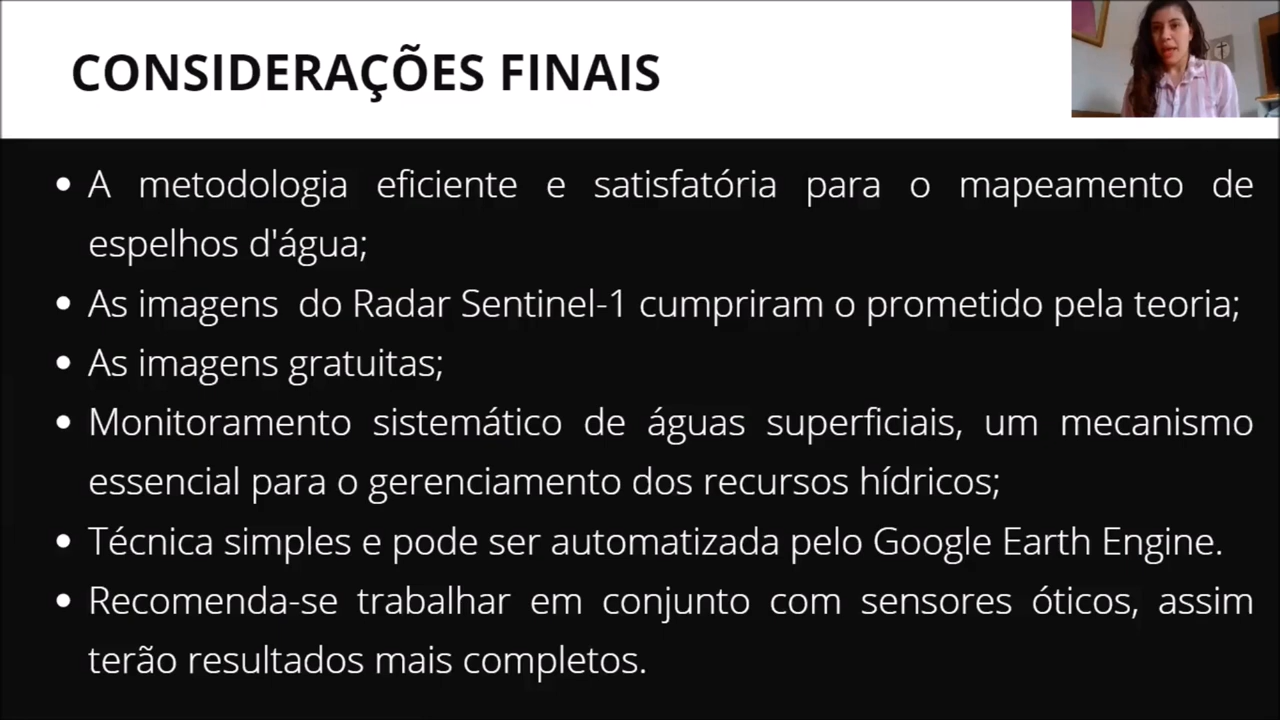 CONSIDERAÇÕES FINAIS
• A metodologia eficiente e satisfatória para o mapeamento de
espelhos d'água;
• As imagens do Radar Sentinel-1 cumpriram o prometido pela teoria;
• As imagens gratuitas;
• Monitoramento sistemático de águas superficiais, um mecanismo
essencial para o gerenciamento dos recursos hídricos;
• Técnica simples e pode ser automatizada pelo Google Earth Engine.
• Recomenda-se trabalhar em conjunto com sensores óticos, assim
terão resultados mais completos.